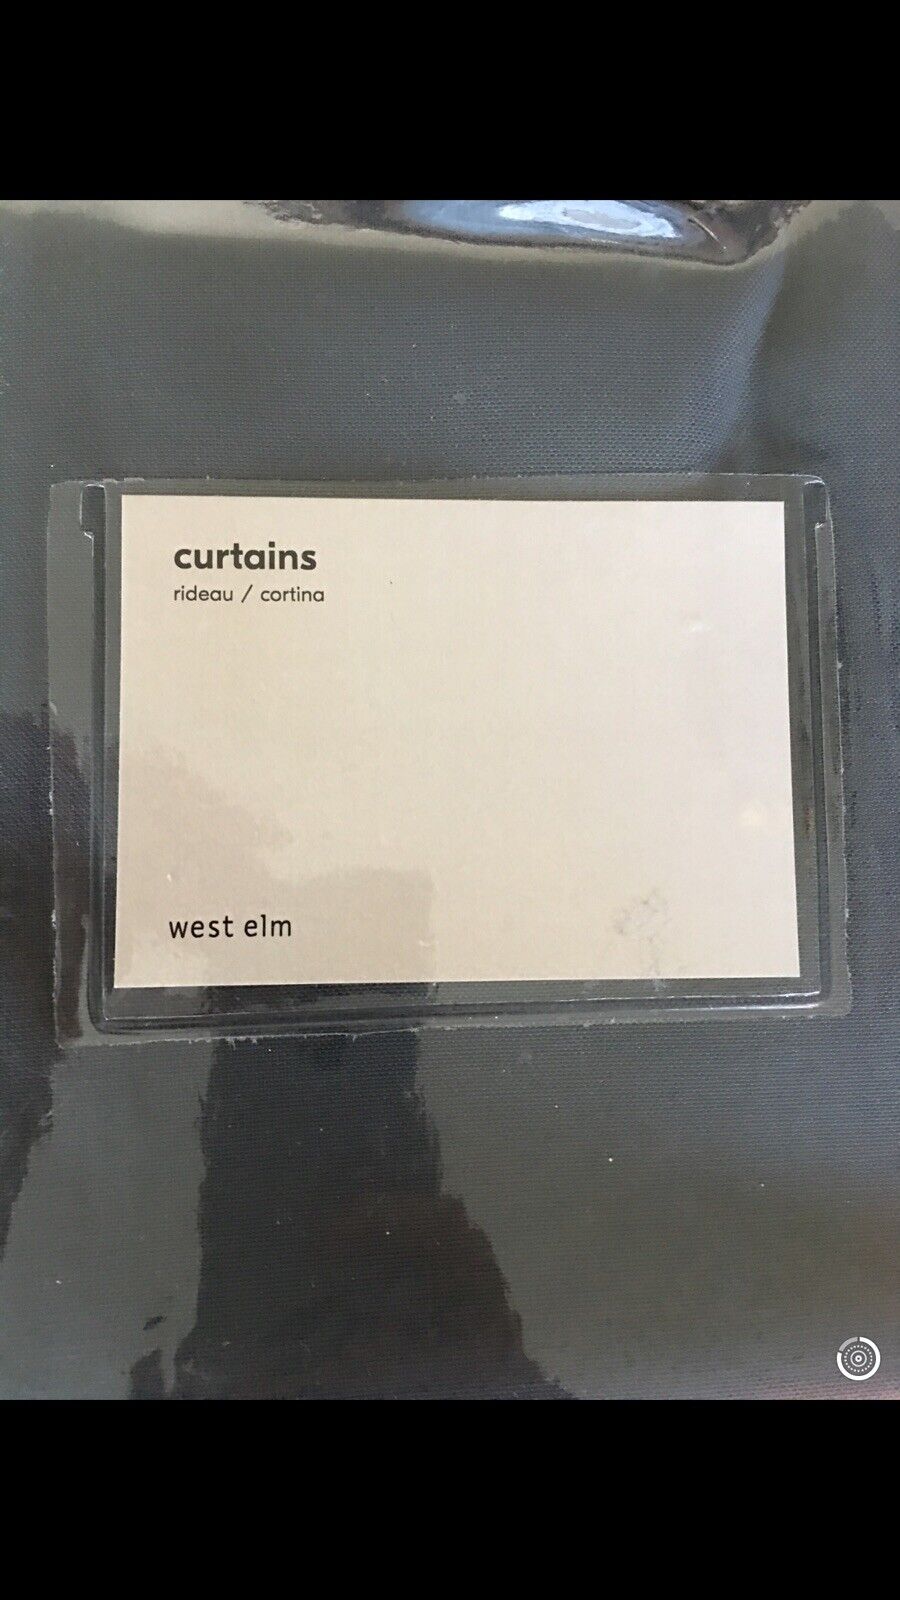 curtains
rideau / cortina
west elm